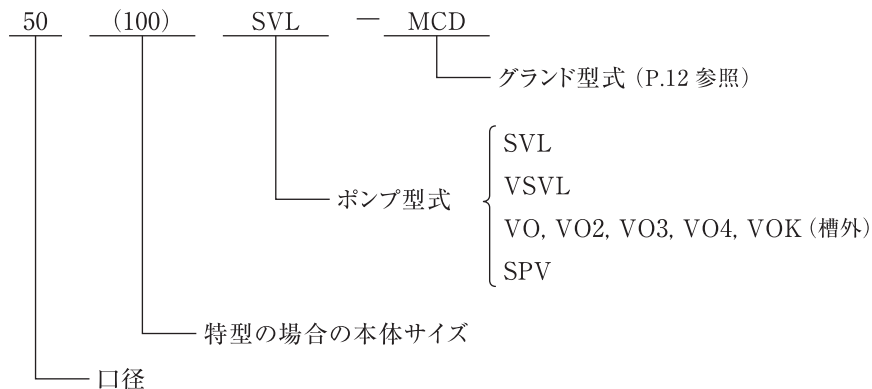 50 (100) SVL － MCD
グランド型式（P.12 参照）
SVL
VSVL
ポンプ型式
VO, VO2, VO3, VO4, VOK（槽外）
SPV
特型の場合の本体サイズ
口径